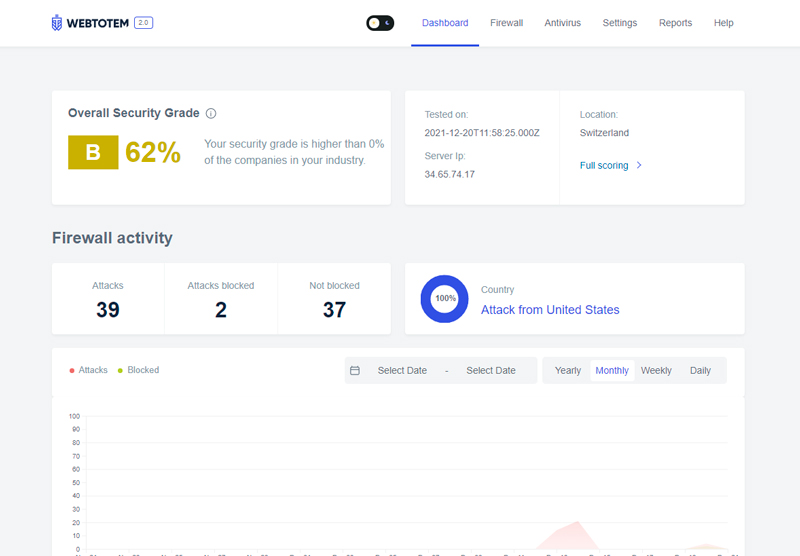 WEBTOTEM 2.0
Dashboard Firewall Antivirus Settings Reports Help
Overall Security Grade
B 62%
Your security grade is higher than 0%
of the companies in your industry.
Tested on:
2021-12-20T11:58:25.000Z
Server Ip:
34.65.74.17
Location:
Switzerland
Full scoring
Firewall activity
Attacks
39
Attacks blocked
2
Not blocked
37
100%
Country
Attack from United States
Attacks Blocked
Select Date - Select Date
Yearly Monthly Weekly Daily
100
90
80
70
60
50
40
30
20
10
0